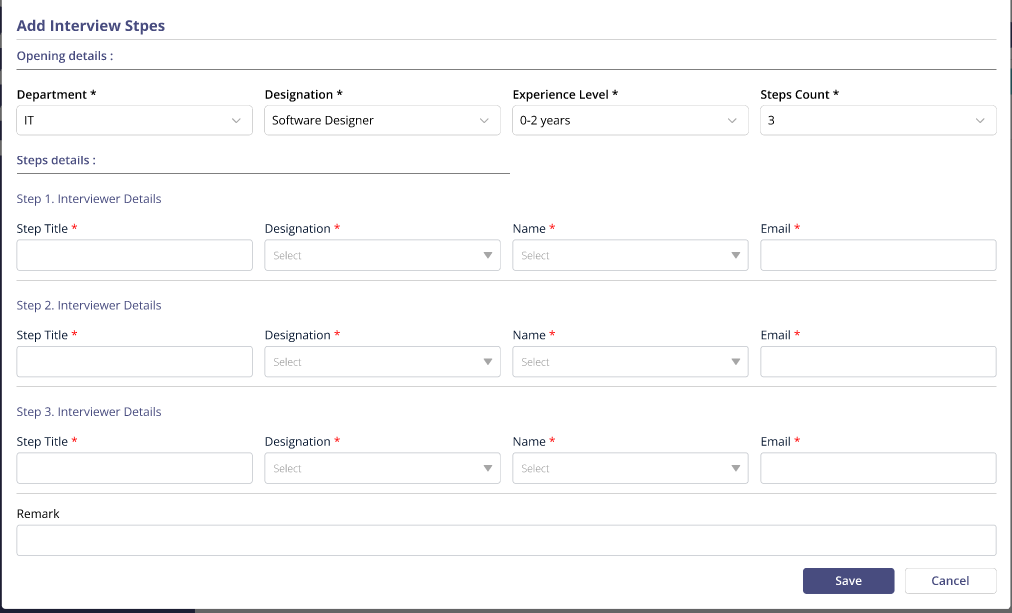 Add Interview Stpes
Opening details :
Department * Designation * Experience Level * Steps Count *
IT Software Designer 0-2 years 3
Steps details :
Step 1. Interviewer Details
Step Title * Designation * Name * Email *
Select Select
Step 2. Interviewer Details
Step Title * Designation * Name * Email *
Select Select
Step 3. Interviewer Details
Step Title * Designation * Name * Email *
Select Select
Remark
Save Cancel